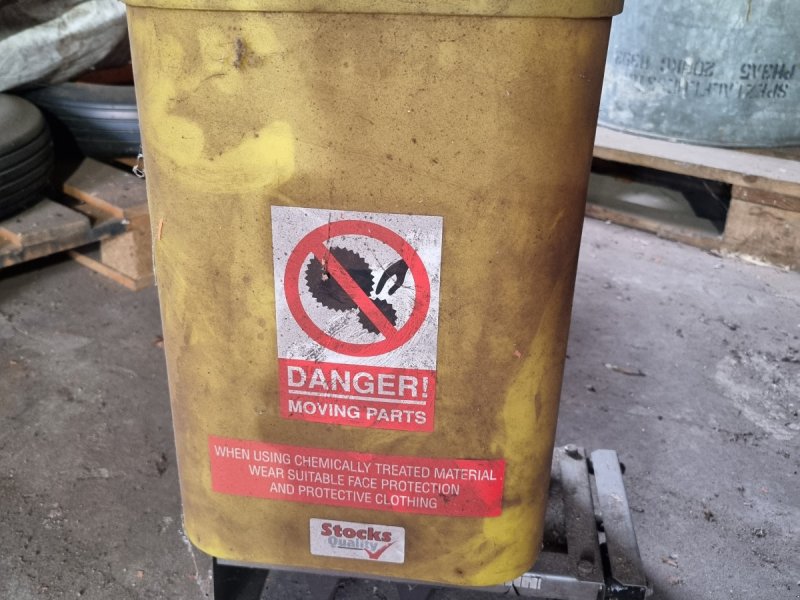 DANGER!
MOVING PARTS
WHEN USING CHEMICALLY TREATED MATERIAL
WEAR SUITABLE FACE PROTECTION
AND PROTECTIVE CLOTHING
Stocks
Quality